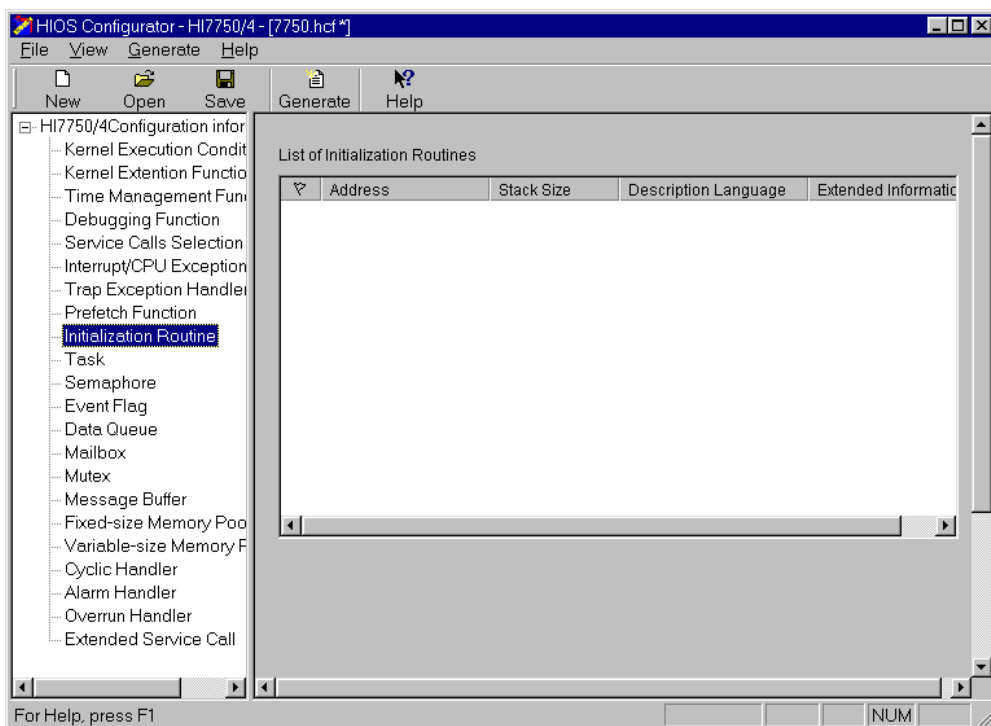 HIOS Configurator - HI7750/4 - [7750.hcf *]
File View Generate Help
New Open Save Generate Help
HI7750/4Configuration infor
Kernel Execution Condit
Kernel Extention Functio
Time Management Fun
Debugging Function
Service Calls Selection
Interrupt/CPU Exception
Trap Exception Handler
Prefetch Function
Initialization Routine
Task
Semaphore
Event Flag
Data Queue
Mailbox
Mutex
Message Buffer
Fixed-size Memory Poo
Variable-size Memory P
Cyclic Handler
Alarm Handler
Overrun Handler
Extended Service Call
List of Initialization Routines
Address Stack Size Description Language Extended Informatic
For Help, press F1
NUM